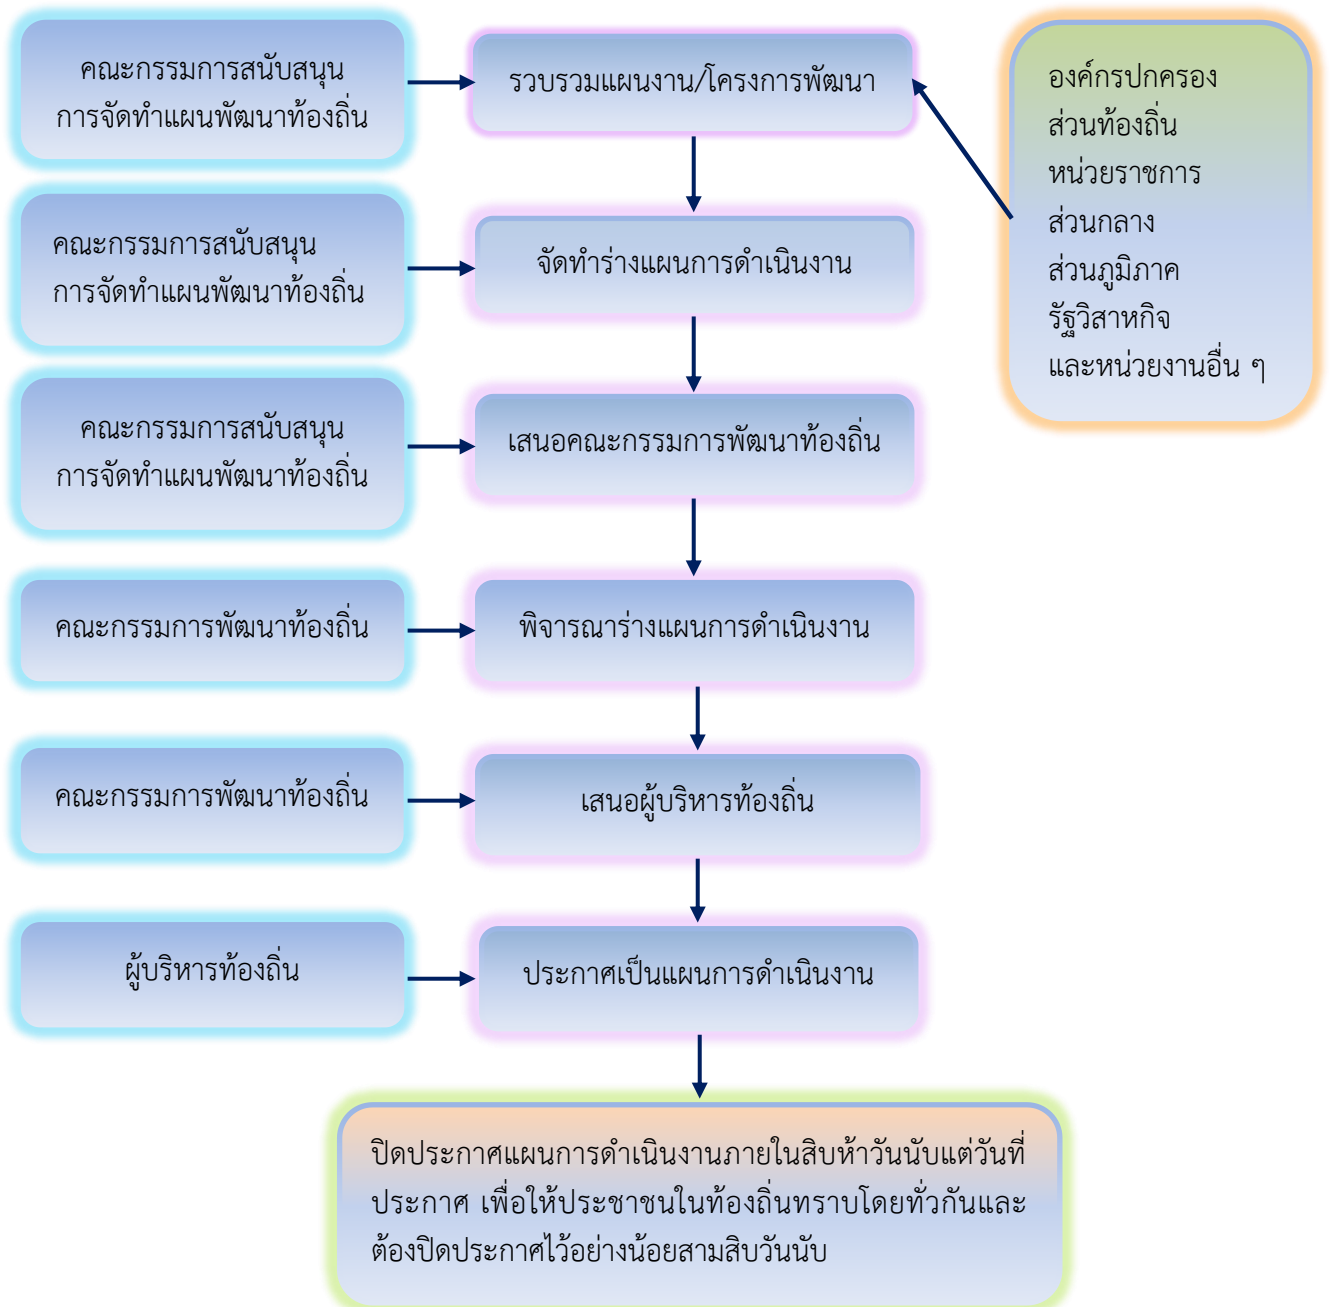 คณะกรรมการสนับสนุน
การจัดทำแผนพัฒนาท้องถิ่น
รวบรวมแผนงาน/โครงการพัฒนา
องค์กรปกครอง
ส่วนท้องถิ่น
หน่วยราชการ
ส่วนกลาง
ส่วนภูมิภาค
รัฐวิสาหกิจ
และหน่วยงานอื่น ๆ
คณะกรรมการสนับสนุน
การจัดทำแผนพัฒนาท้องถิ่น
จัดทำร่างแผนการดำเนินงาน
คณะกรรมการสนับสนุน
การจัดทำแผนพัฒนาท้องถิ่น
เสนอคณะกรรมการพัฒนาท้องถิ่น
คณะกรรมการพัฒนาท้องถิ่น
พิจารณาร่างแผนการดำเนินงาน
คณะกรรมการพัฒนาท้องถิ่น
เสนอผู้บริหารท้องถิ่น
ผู้บริหารท้องถิ่น
ประกาศเป็นแผนการดำเนินงาน
ปิดประกาศแผนการดำเนินงานภายในสิบห้าวันนับแต่วันที่
ประกาศ เพื่อให้ประชาชนในท้องถิ่นทราบโดยทั่วกันและ
ต้องปิดประกาศไว้อย่างน้อยสามสิบวันนับ